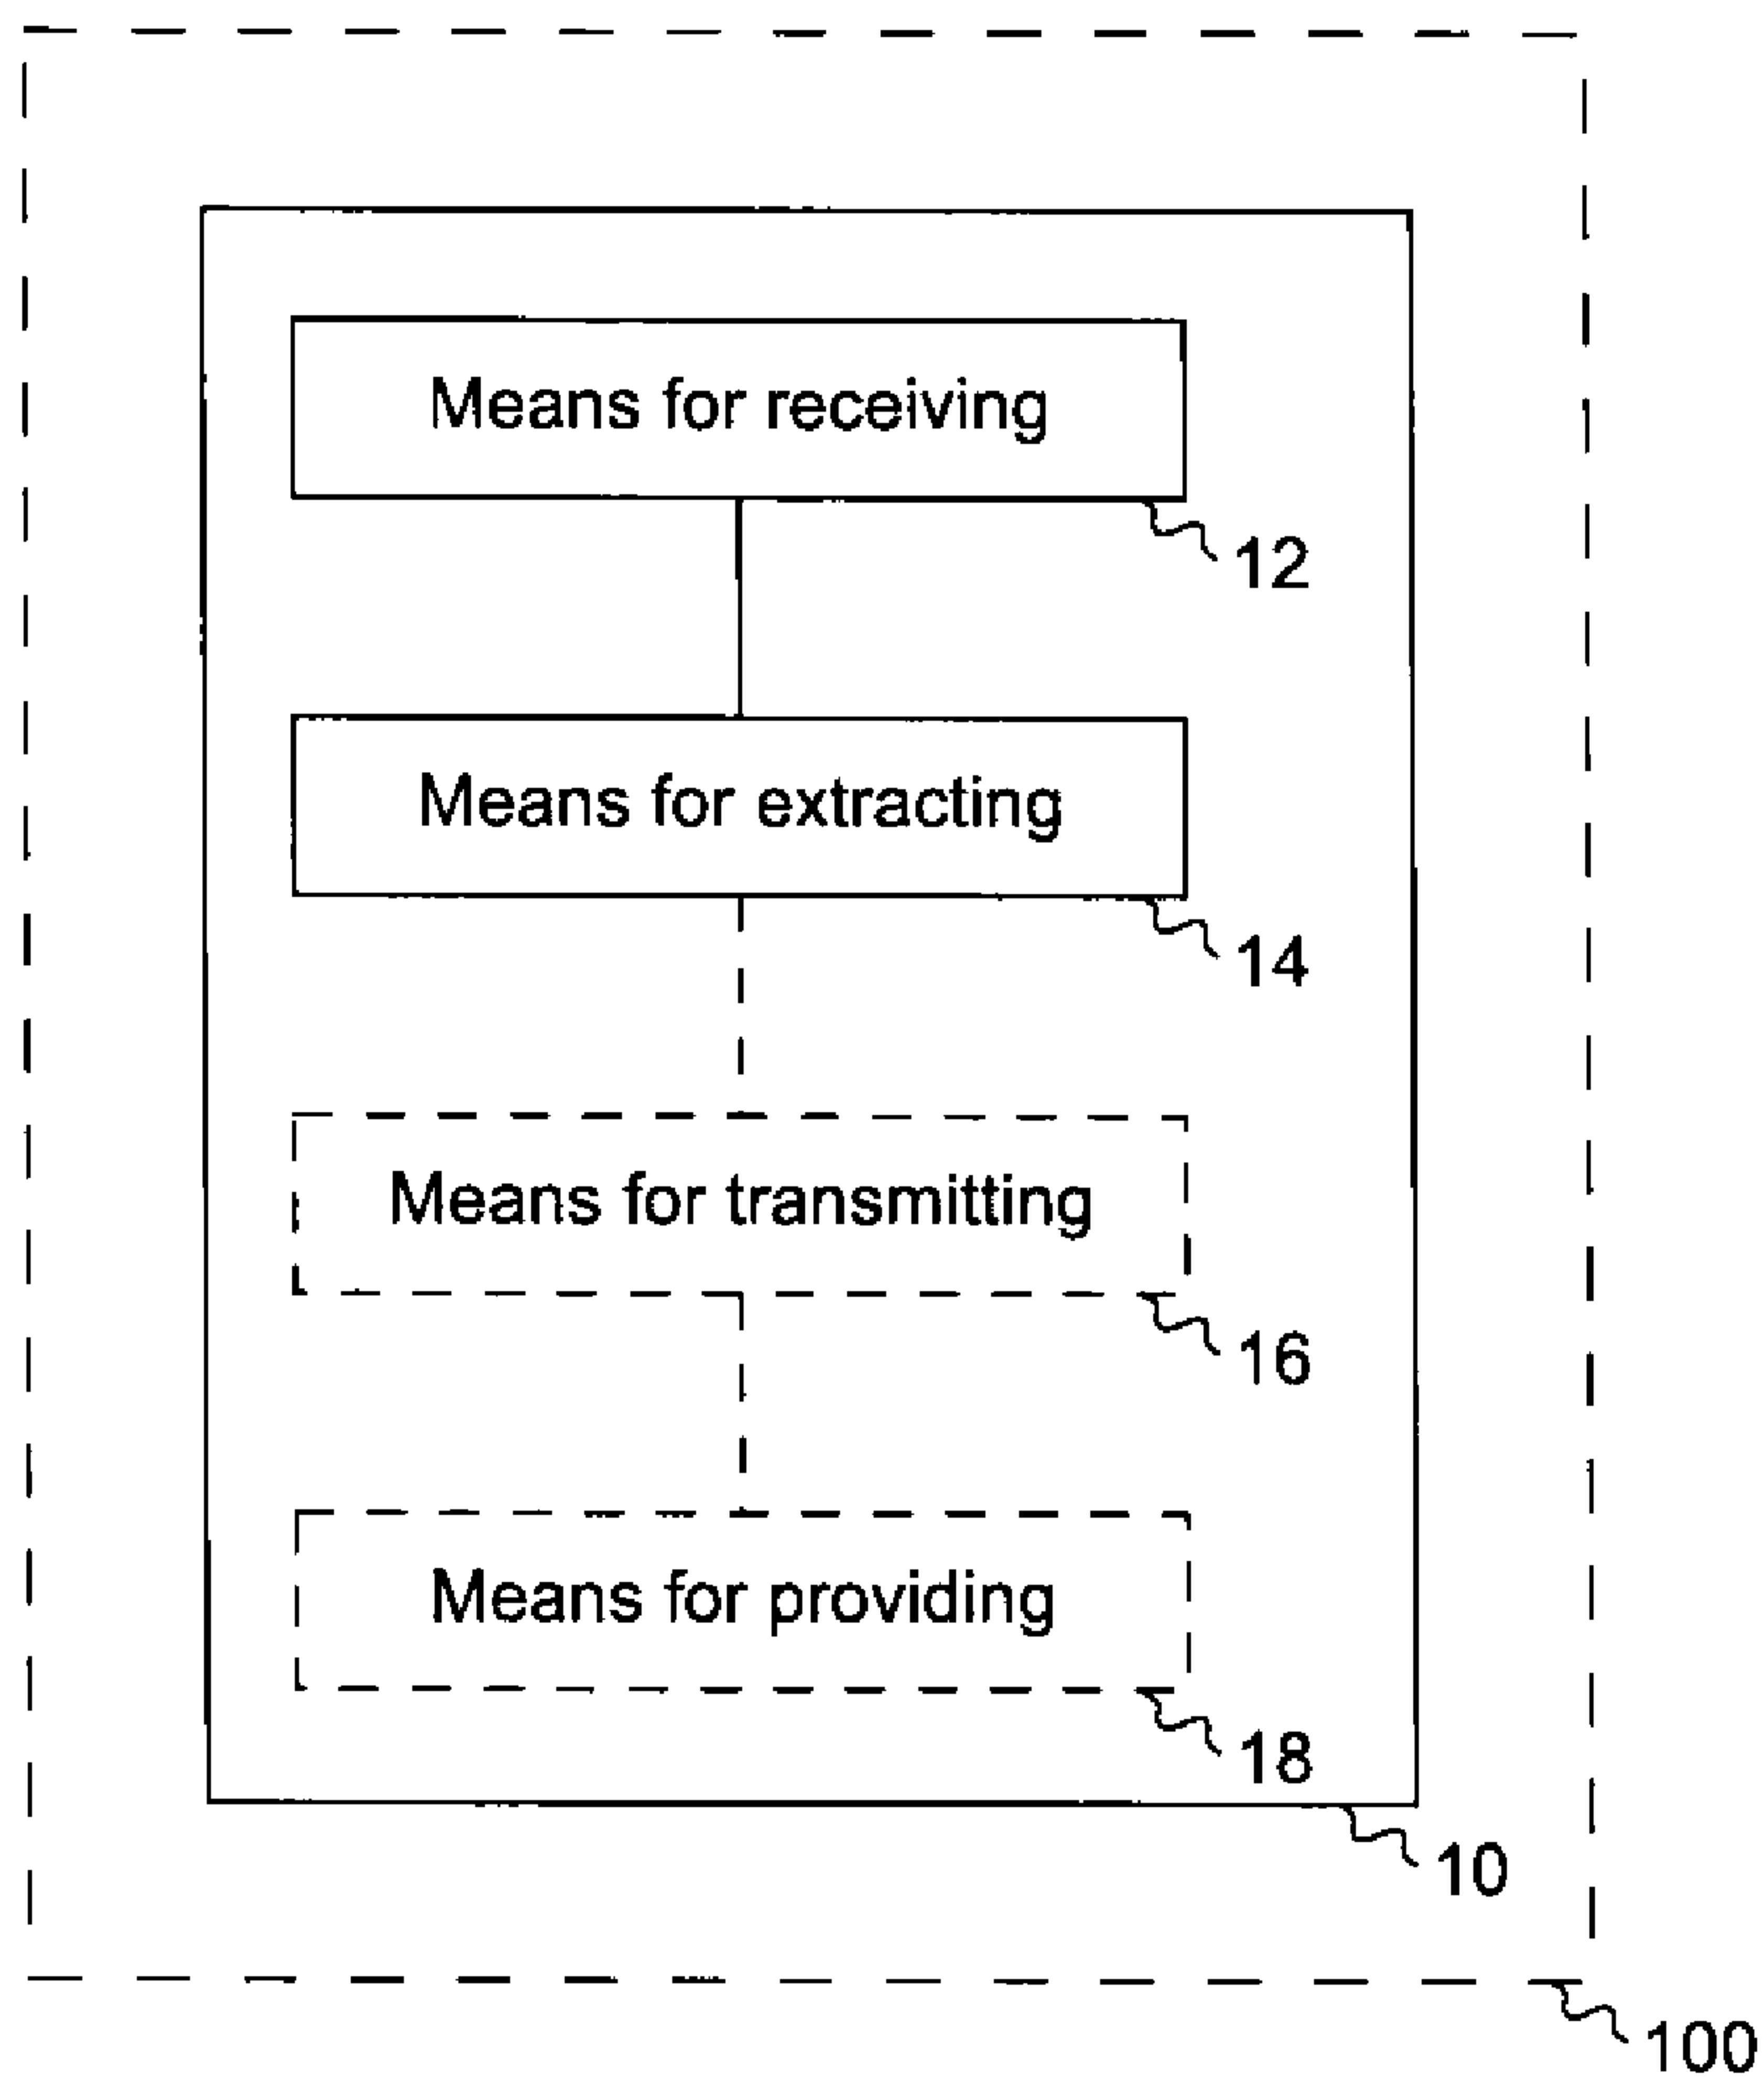 Means for receiving
12
Means for extracting
14
Means for transmitting
16
Means for providing
18
10
100